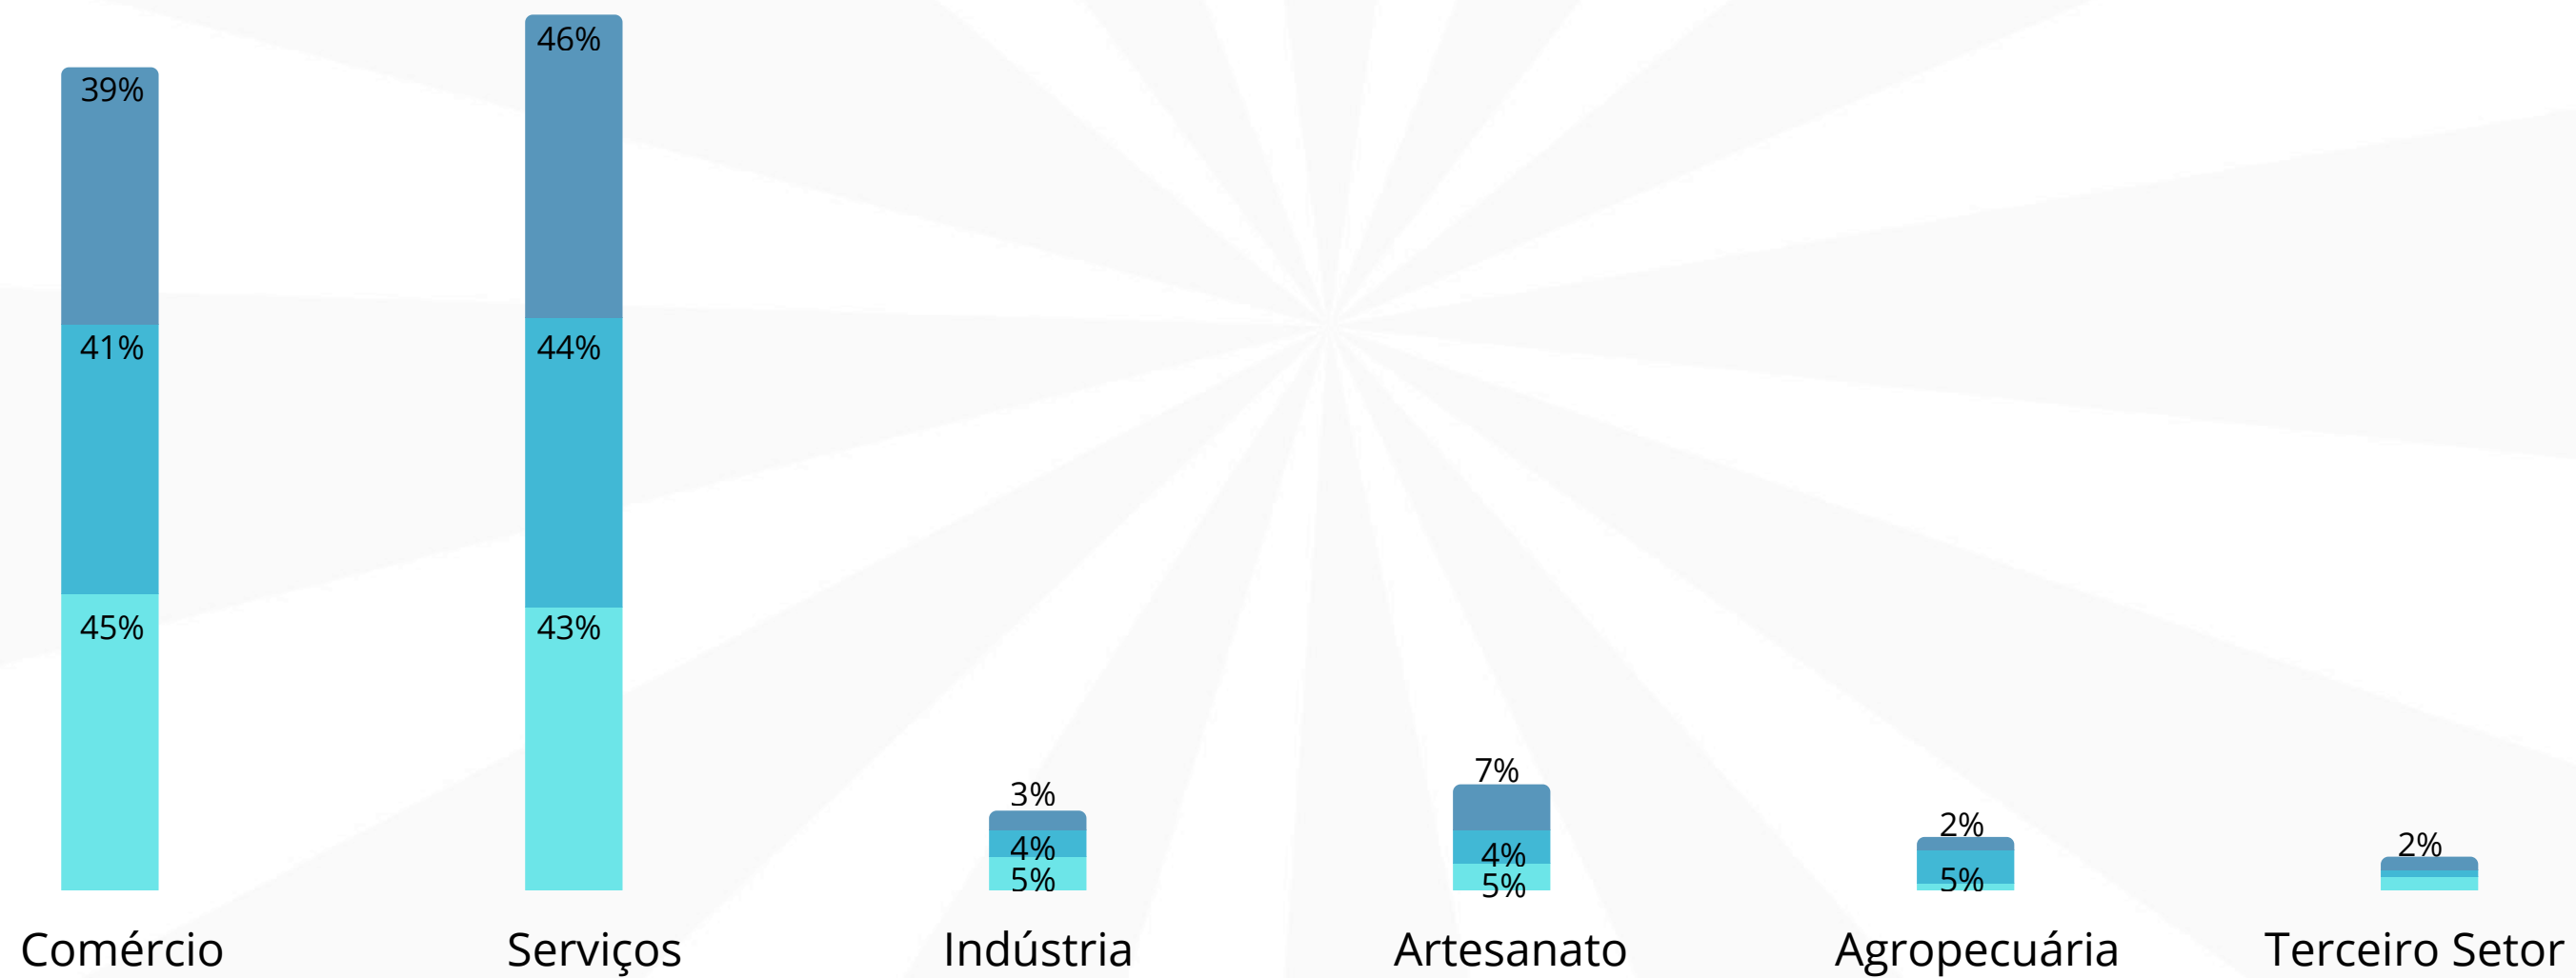 46%
39%
41%
44%
45%
43%
7%
3%
2%
2%
4%
4%
5%
5%
5%
Comércio
Serviços
Indústria
Artesanato
Agropecuária
Terceiro Setor